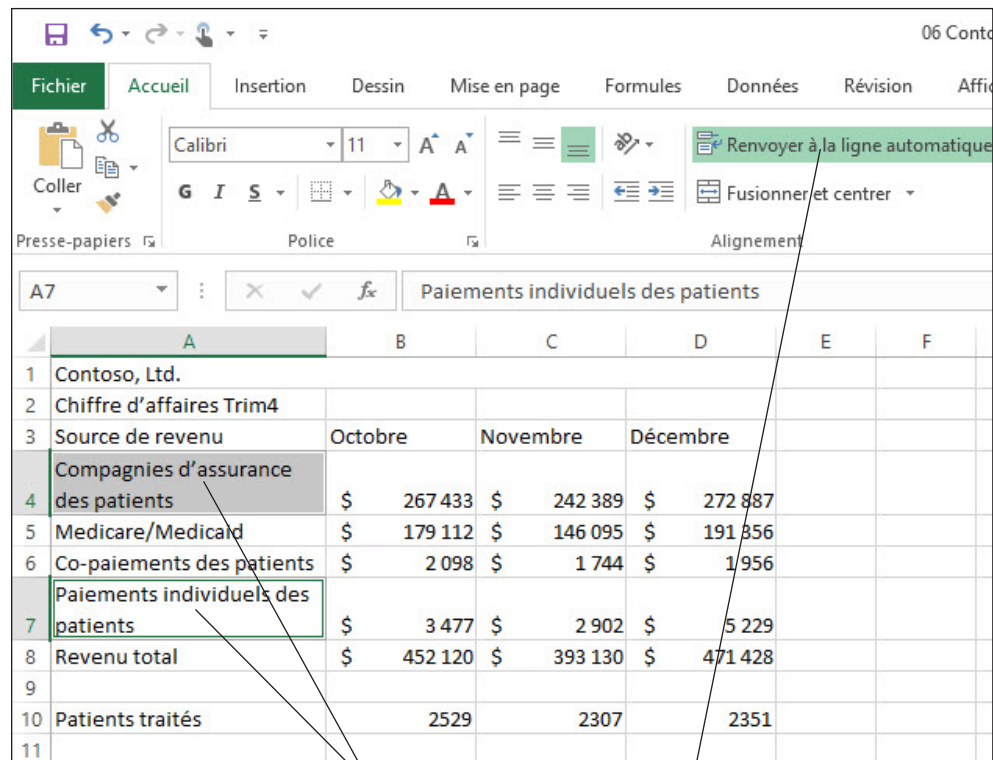 06 Conto
Fichier Accueil Insertion Dessin Mise en page Formules Données Révision Affic
Coller Calibri 11 A A Renvoyer à la ligne automatique
G I S A Fusionner et centrer
Presse-papiers Police Alignement
A7 fx Paiements individuels des patients
A B C D E F
1 Contoso, Ltd.
2 Chiffre d’affaires Trim4
3 Source de revenu Octobre Novembre Décembre
Compagnies d’assurance
4 des patients $ 267 433 $ 242 389 $ 272 887
5 Medicare/Medicaid $ 179 112 $ 146 095 $ 191 356
6 Co-paiements des patients $ 2 098 $ 1 744 $ 1 956
Paiements individuels des
7 patients $ 3 477 $ 2 902 $ 5 229
8 Revenu total $ 452 120 $ 393 130 $ 471 428
9
10 Patients traités 2529 2307 2351
11